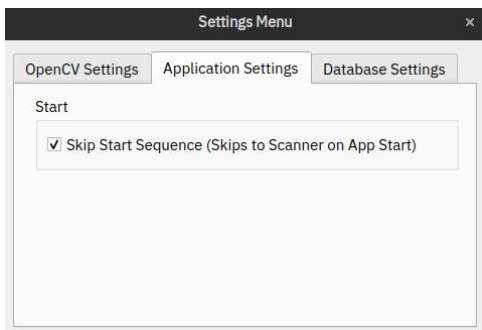 Settings Menu ×
OpenCV Settings Application Settings Database Settings
Start
Skip Start Sequence (Skips to Scanner on App Start)